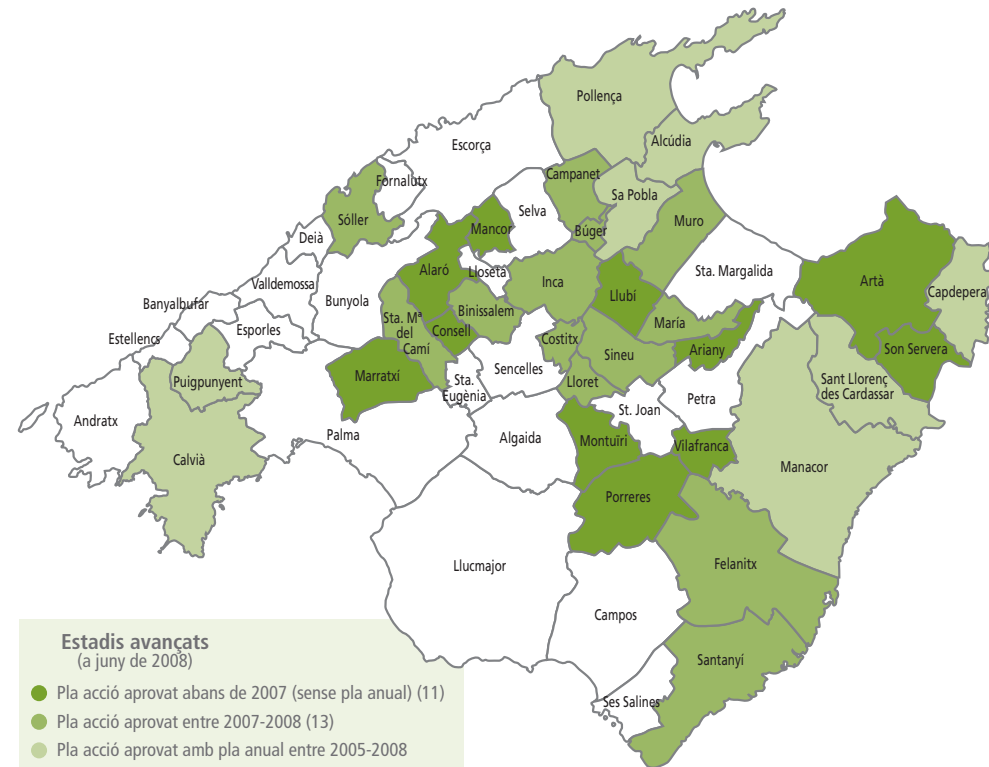 Pollença
Alcúdia
Escorça
Fornalutx
Campanet
Sa Pobla
Selva
Sóller
Muro
Mancor
Búger
Deià
Alaró
Lloseta
Sta. Margalida
Inca
Artà
Valldemossa
Llubí
Capdepera
Banyalbufar
Bunyola
Binissalem
Sta. Mª
del
Camí
Maria
Estellencs
Esporles
Consell
Costitx
Ariany
Son Servera
Sineu
Puigpunyent
Marratxí
Sencelles
Sta.
Eugènia
Lloret
Sant Llorenç
des Cardassar
Petra
St. Joan
Andratx
Palma
Algaida
Montuïri
Vilafranca
Calvià
Manacor
Porreres
Llucmajor
Felanitx
Campos
Santanyí
Ses Salines
Estadis avançats
(a juny de 2008)
Pla acció aprovat abans de 2007 (sense pla anual) (11)
Pla acció aprovat entre 2007-2008 (13)
Pla acció aprovat amb pla anual entre 2005-2008